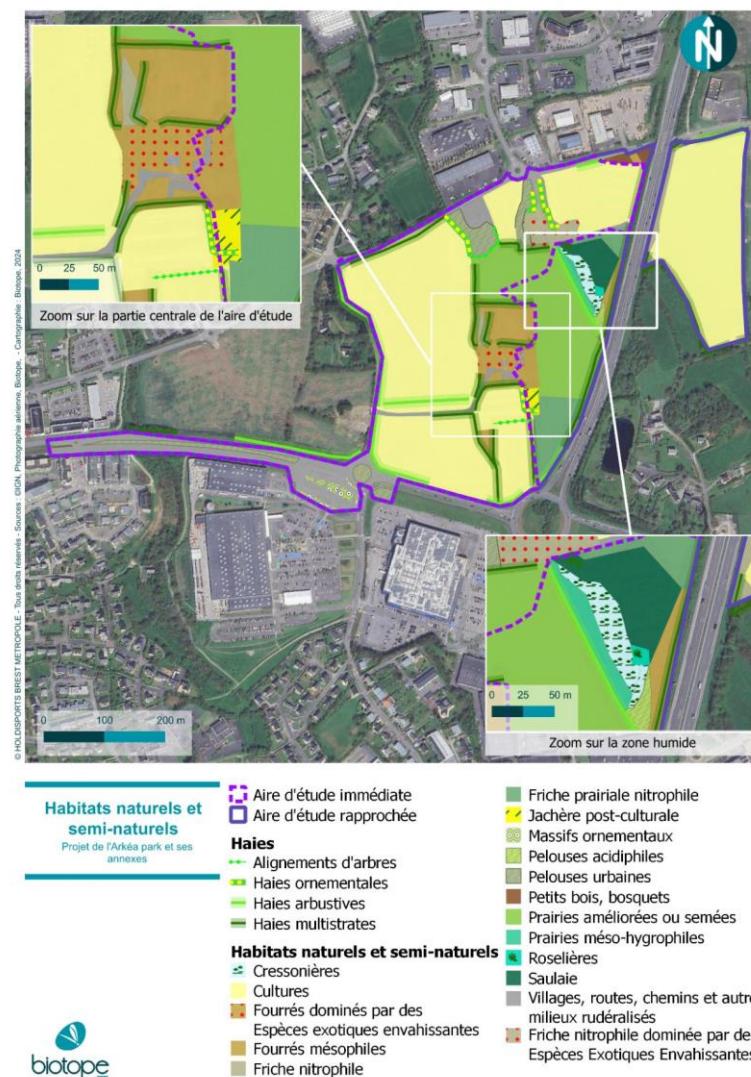 N
0 25 50 m
Zoom sur la partie centrale de l'aire d'étude
© HOLDISPORTS BREST METROPOLE - Tous droits réservés - Sources : ©IGN, Photographie aérienne, Biotope, - Cartographie : Biotope, 2024
0 100 200 m
0 25 50 m
Zoom sur la zone humide
Habitats naturels et
semi-naturels
Projet de l'Arkéa park et ses
annexes
biotope
Aire d'étude immédiate
Aire d'étude rapprochée
Haies
Alignements d'arbres
Haies ornementales
Haies arbustives
Haies multistrates
Habitats naturels et semi-naturels
Cressonières
Cultures
Fourrés dominés par des
Espèces exotiques envahissantes
Fourrés mésophiles
Friche nitrophile
Friche prairiale nitrophile
Jachère post-culturale
Massifs ornementaux
Pelouses acidiphiles
Pelouses urbaines
Petits bois, bosquets
Prairies améliorées ou semées
Prairies méso-hygrophiles
Roselières
Saulaie
Villages, routes, chemins et autre
milieux rudéralisés
Friche nitrophile dominée par de
Espèces Exotiques Envahissantes